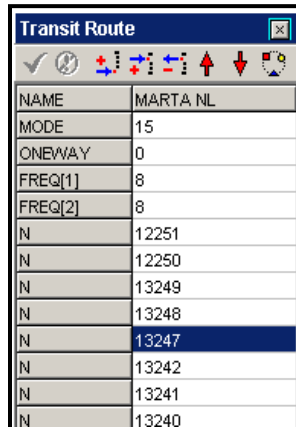 Transit Route
NAME MARTA NL
MODE 15
ONEWAY 0
FREQ[1] 8
FREQ[2] 8
N 12251
N 12250
N 13249
N 13248
N 13247
N 13242
N 13241
N 13240